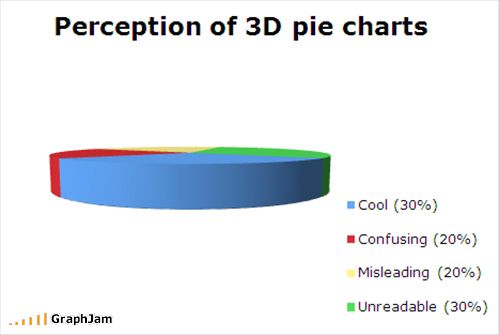 Perception of 3D pie charts
Cool (30%)
Confusing (20%)
Misleading (20%)
Unreadable (30%)
GraphJam